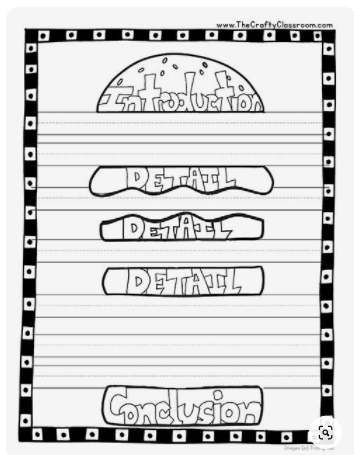 www.TheCraftyClassroom.com
Introduction
DETAIL
DETAIL
DETAIL
Conclusion